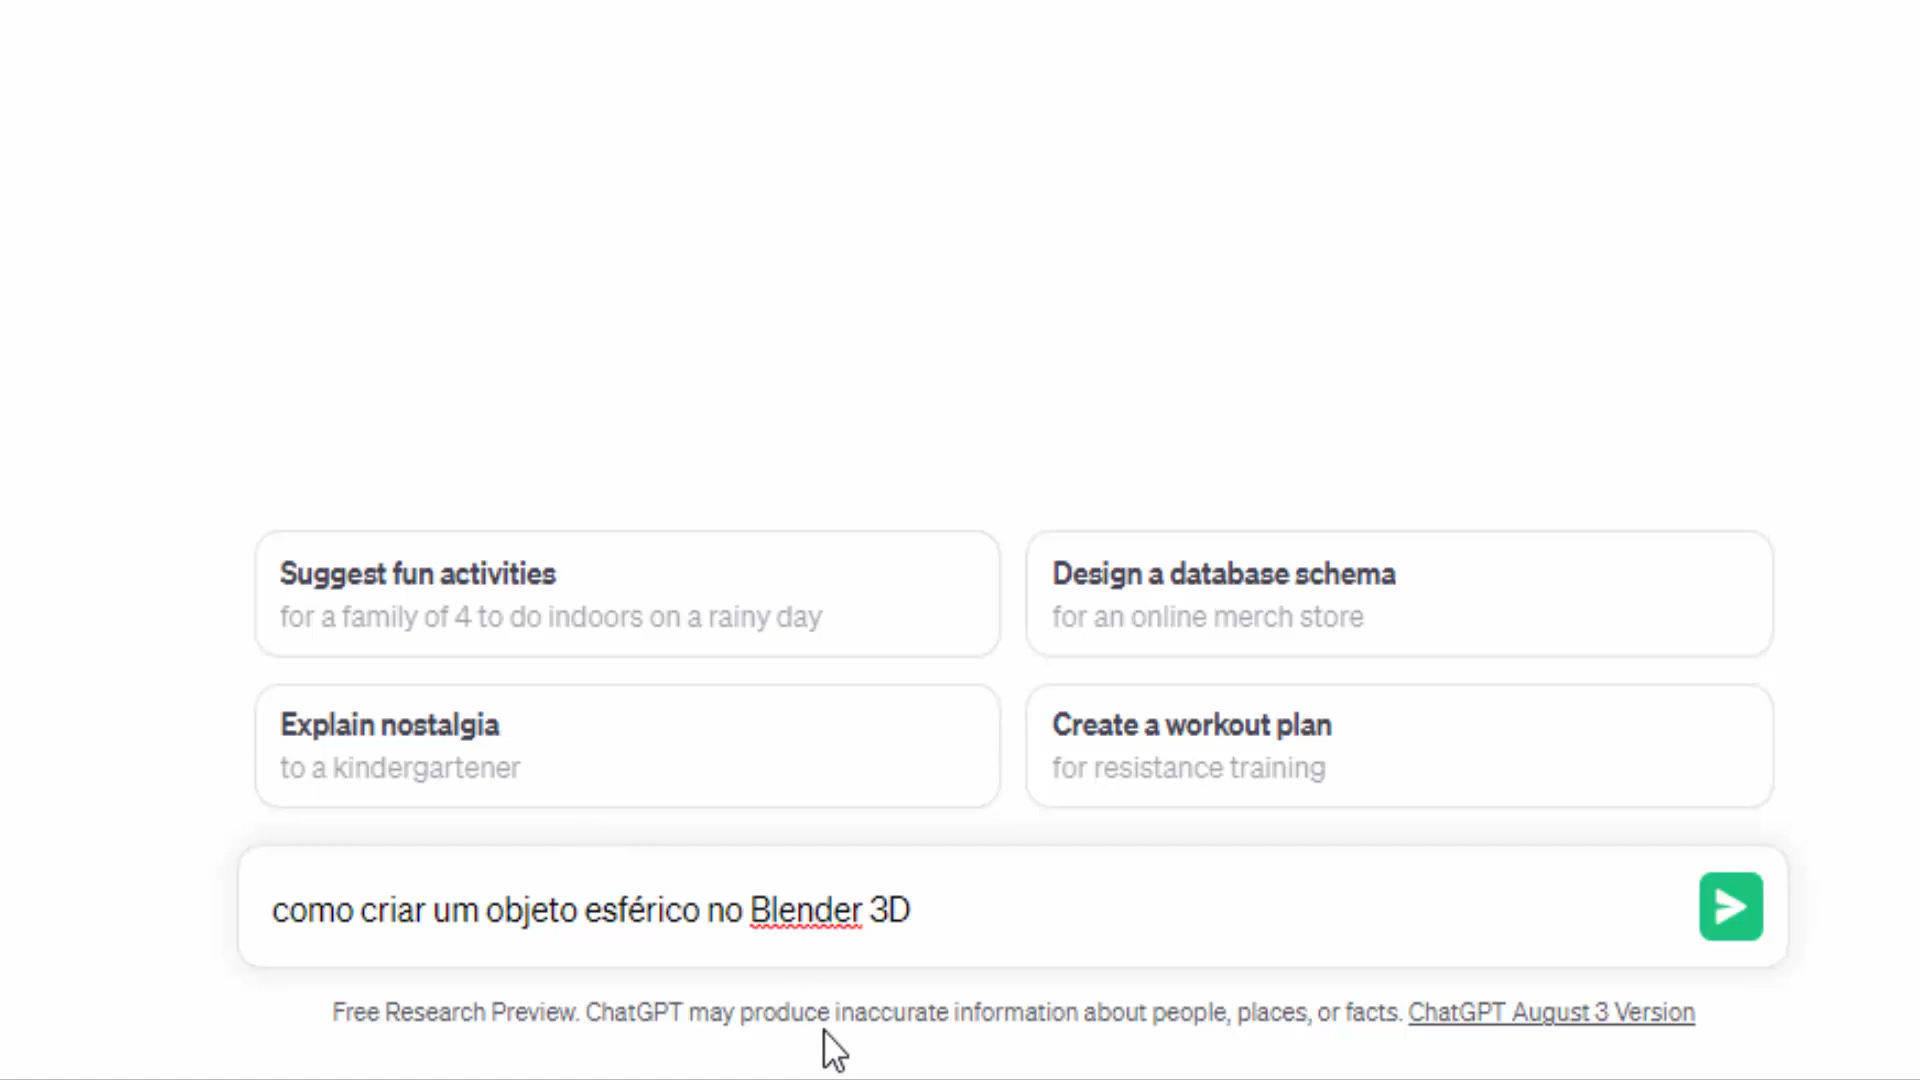 Suggest fun activities
for a family of 4 to do indoors on a rainy day
Design a database schema
for an online merch store
Explain nostalgia
to a kindergartener
Create a workout plan
for resistance training
como criar um objeto esférico no Blender 3D
Free Research Preview. ChatGPT may produce inaccurate information about people, places, or facts. ChatGPT August 3 Version